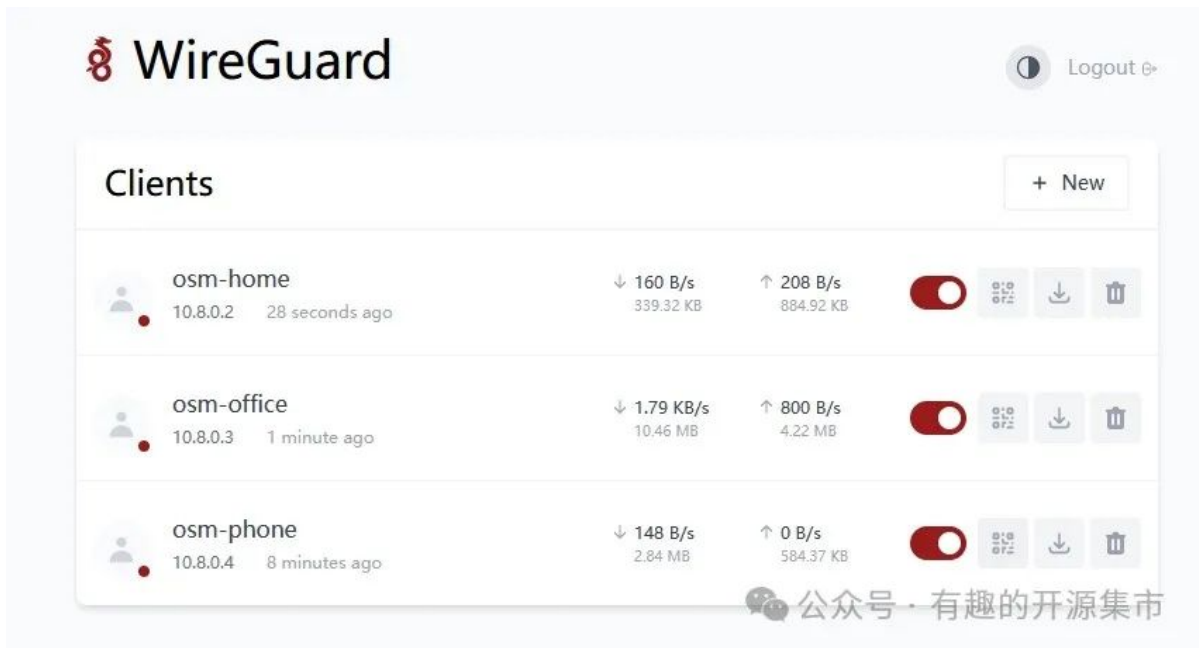 WireGuard
Logout
Clients
+ New
osm-home
10.8.0.2 28 seconds ago
↓ 160 B/s ↑ 208 B/s
339.32 KB 884.92 KB
osm-office
10.8.0.3 1 minute ago
↓ 1.79 KB/s ↑ 800 B/s
10.46 MB 4.22 MB
osm-phone
10.8.0.4 8 minutes ago
↓ 148 B/s ↑ 0 B/s
2.84 MB 584.37 KB
公众号 · 有趣的开源集市